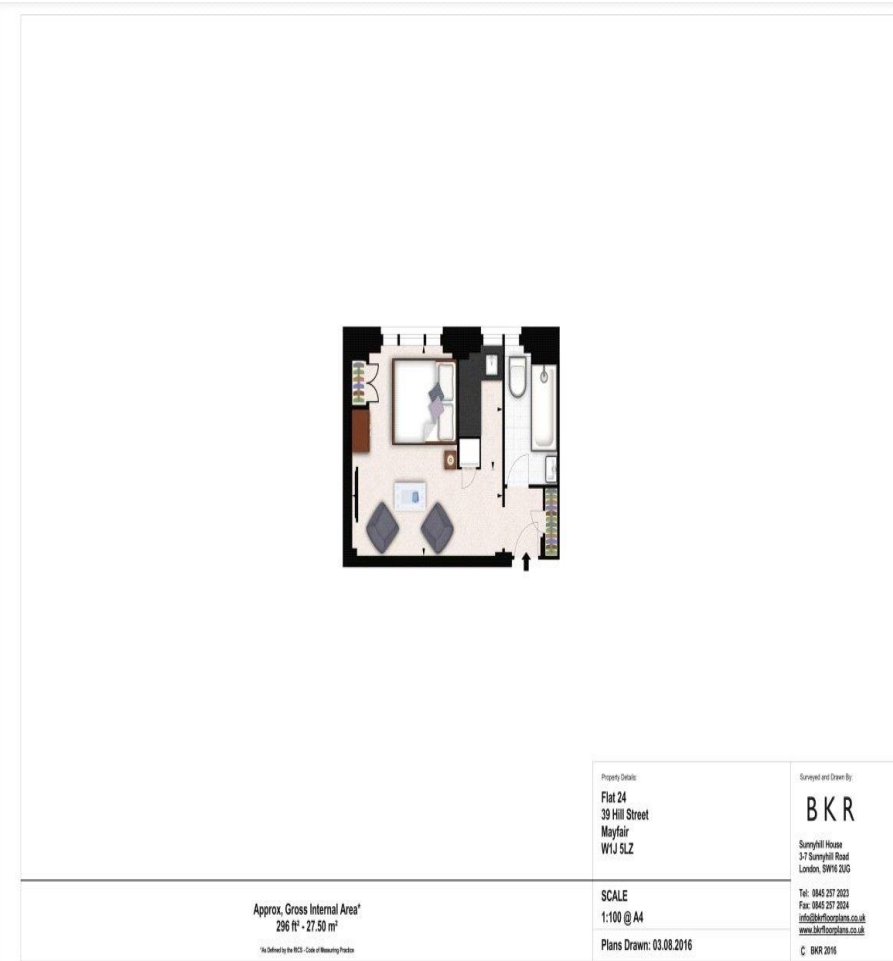 Approx, Gross Internal Area*
296 ft² - 27.50 m²
*As Defined by the RICS - Code of Measuring Practice
Property Details:
Flat 24
39 Hill Street
Mayfair
W1J 5LZ
SCALE
1:100 @ A4
Plans Drawn: 03.08.2016
Surveyed and Drawn By:
BKR
Sunnyhill House
3-7 Sunnyhill Road
London, SW16 2UG
Tel: 0845 257 2023
Fax: 0845 257 2024
info@bkrfloorplans.co.uk
www.bkrfloorplans.co.uk
C BKR 2016